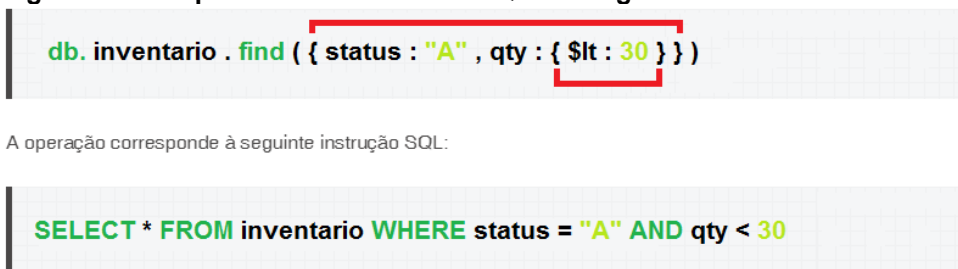 db. inventario . find ( { status : "A" , qty : { $lt : 30 } } )
A operação corresponde à seguinte instrução SQL:
SELECT * FROM inventario WHERE status = "A" AND qty < 30